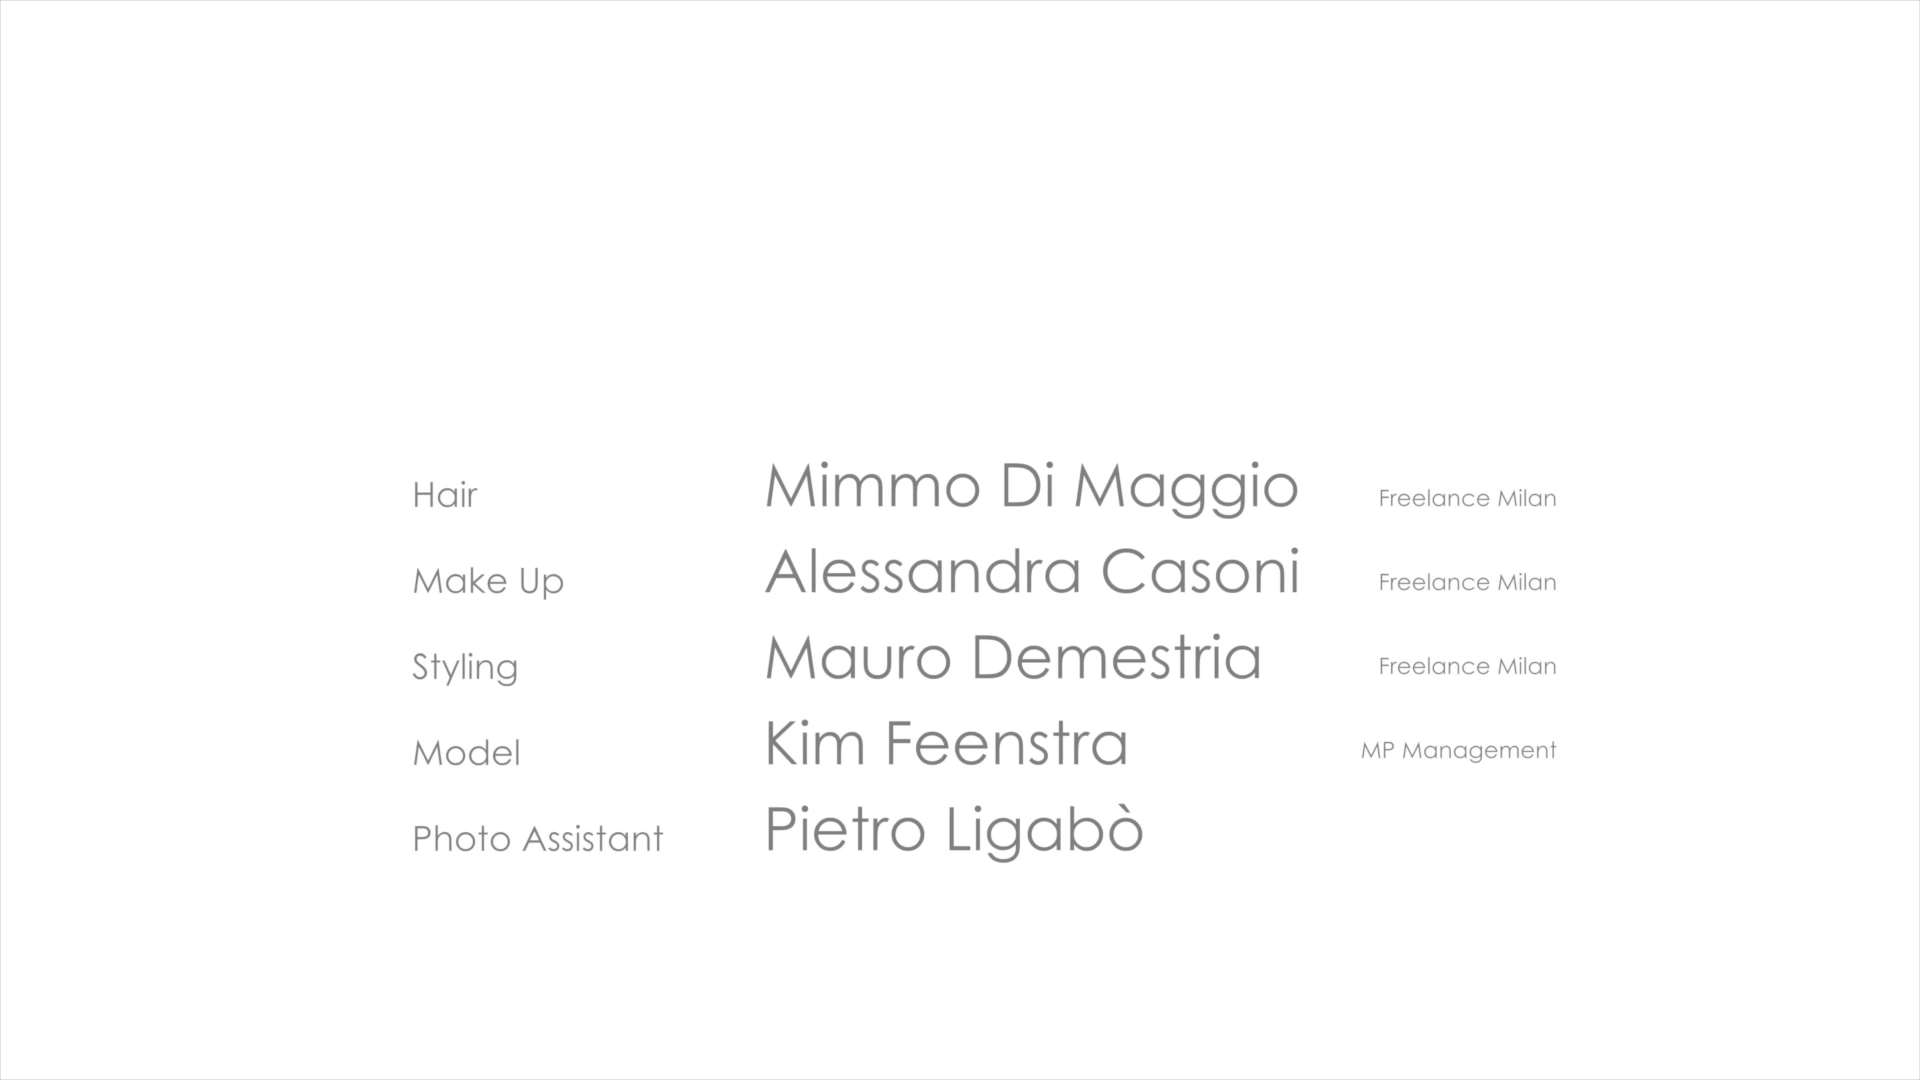 Hair Mimmo Di Maggio Freelance Milan
Make Up Alessandra Casoni Freelance Milan
Styling Mauro Demestria Freelance Milan
Model Kim Feenstra MP Management
Photo Assistant Pietro Ligabò